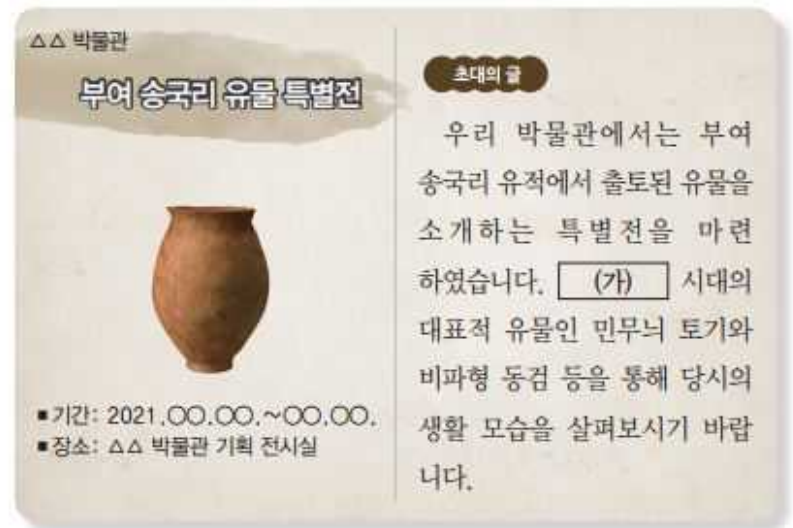 △△ 박물관
부여 송국리 유물 특별전
■기간: 2021.○○.○○.~○○.○○.
■장소: △△ 박물관 기획 전시실
초대의 글
우리 박물관에서는 부여
송국리 유적에서 출토된 유물을
소개하는 특별전을 마련
하였습니다. (가) 시대의
대표적 유물인 민무늬 토기와
비파형 동검 등을 통해 당시의
생활 모습을 살펴보시기 바랍
니다.